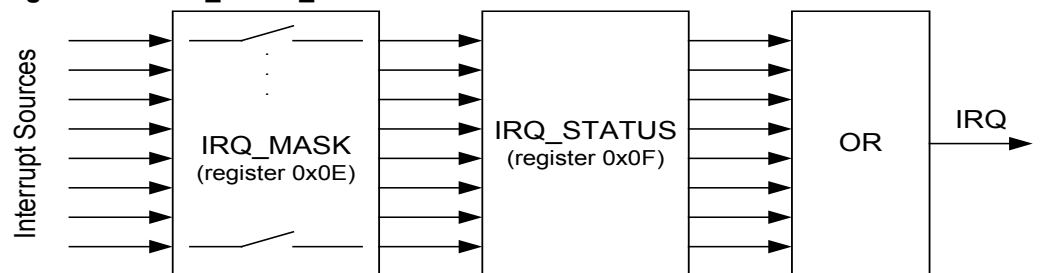 Interrupt Sources
IRQ_MASK
(register 0x0E)
IRQ_STATUS
(register 0x0F)
OR
IRQ